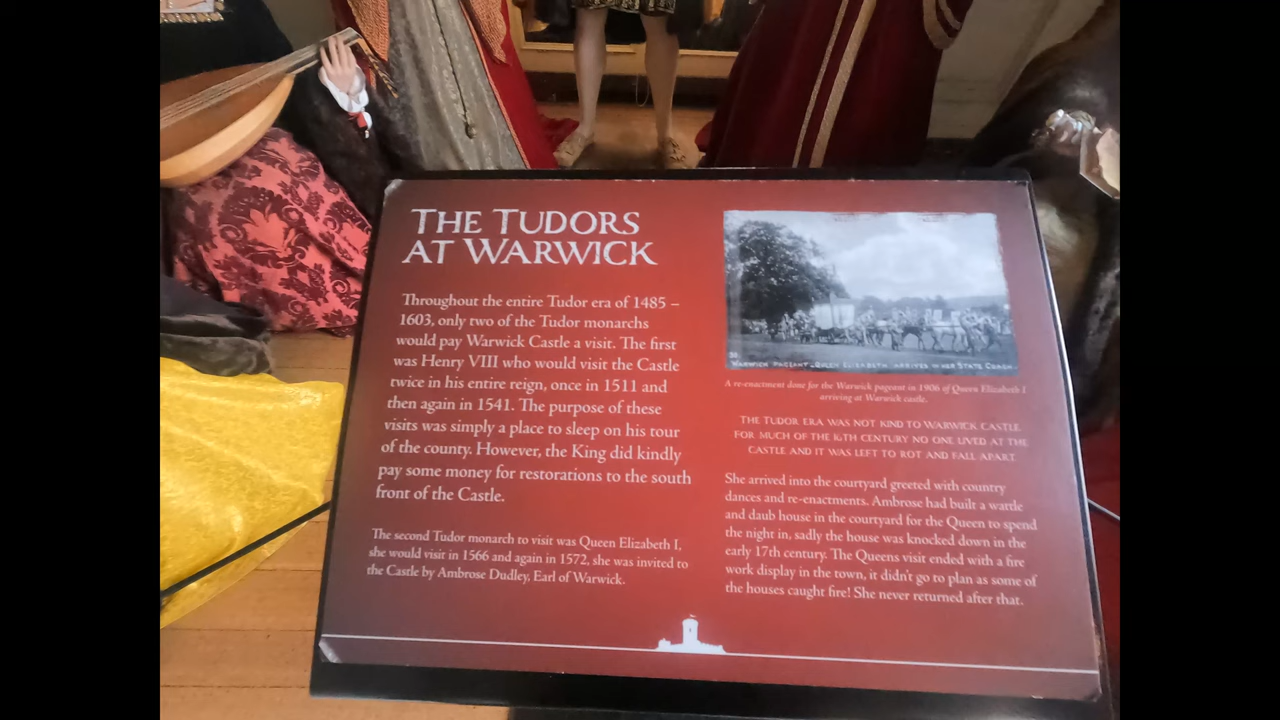 THE TUDORS
AT WARWICK
Throughout the entire Tudor era of 1485 –
1603, only two of the Tudor monarchs
would pay Warwick Castle a visit. The first
was Henry VIII who would visit the Castle
twice in his entire reign, once in 1511 and
then again in 1541. The purpose of these
visits was simply a place to sleep on his tour
of the county. However, the King did kindly
pay some money for restorations to the south
front of the Castle.
The second Tudor monarch to visit was Queen Elizabeth I,
she would visit in 1566 and again in 1572, she was invited to
the Castle by Ambrose Dudley, Earl of Warwick.
WARWICK PAGEANT. QUEEN ELIZABETH ARRIVES IN HER STATE COACH
A re-enactment done for the Warwick pageant in 1906 of Queen Elizabeth I
arriving at Warwick castle.
THE TUDOR ERA WAS NOT KIND TO WARWICK CASTLE.
FOR MUCH OF THE 16TH CENTURY NO ONE LIVED AT THE
CASTLE AND IT WAS LEFT TO ROT AND FALL APART.
She arrived into the courtyard greeted with country
dances and re-enactments. Ambrose had built a wattle
and daub house in the courtyard for the Queen to spend
the night in, sadly the house was knocked down in the
early 17th century. The Queens visit ended with a fire
work display in the town, it didn't go to plan as some of
the houses caught fire! She never returned after that.